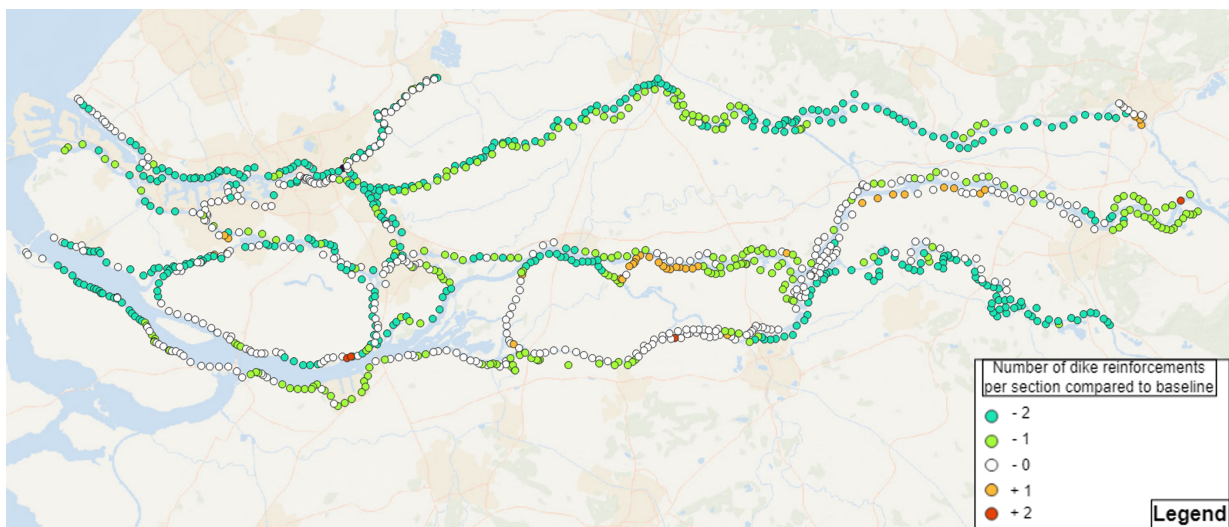 Number of dike reinforcements
per section compared to baseline
- 2
- 1
- 0
+ 1
+ 2
Legend